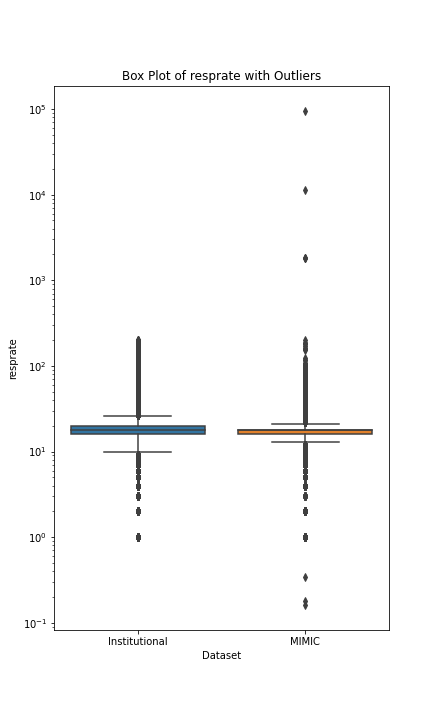 Box Plot of resprate with Outliers
10⁵
10⁴
10³
10²
10¹
10⁰
10⁻¹
resprate
Institutional MIMIC
Dataset